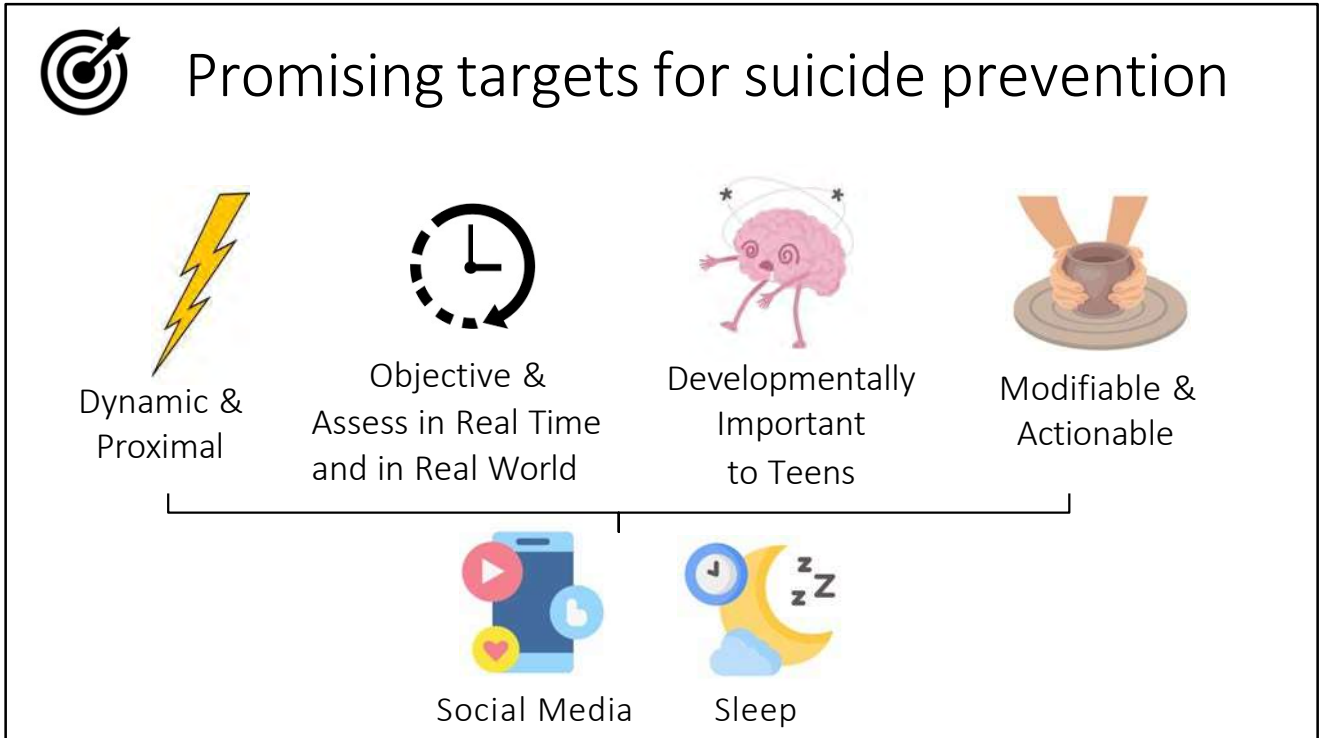 Promising targets for suicide prevention
Dynamic &
Proximal
Objective &
Assess in Real Time
and in Real World
Developmentally
Important
to Teens
Modifiable &
Actionable
z
Z
z
Social Media
Sleep